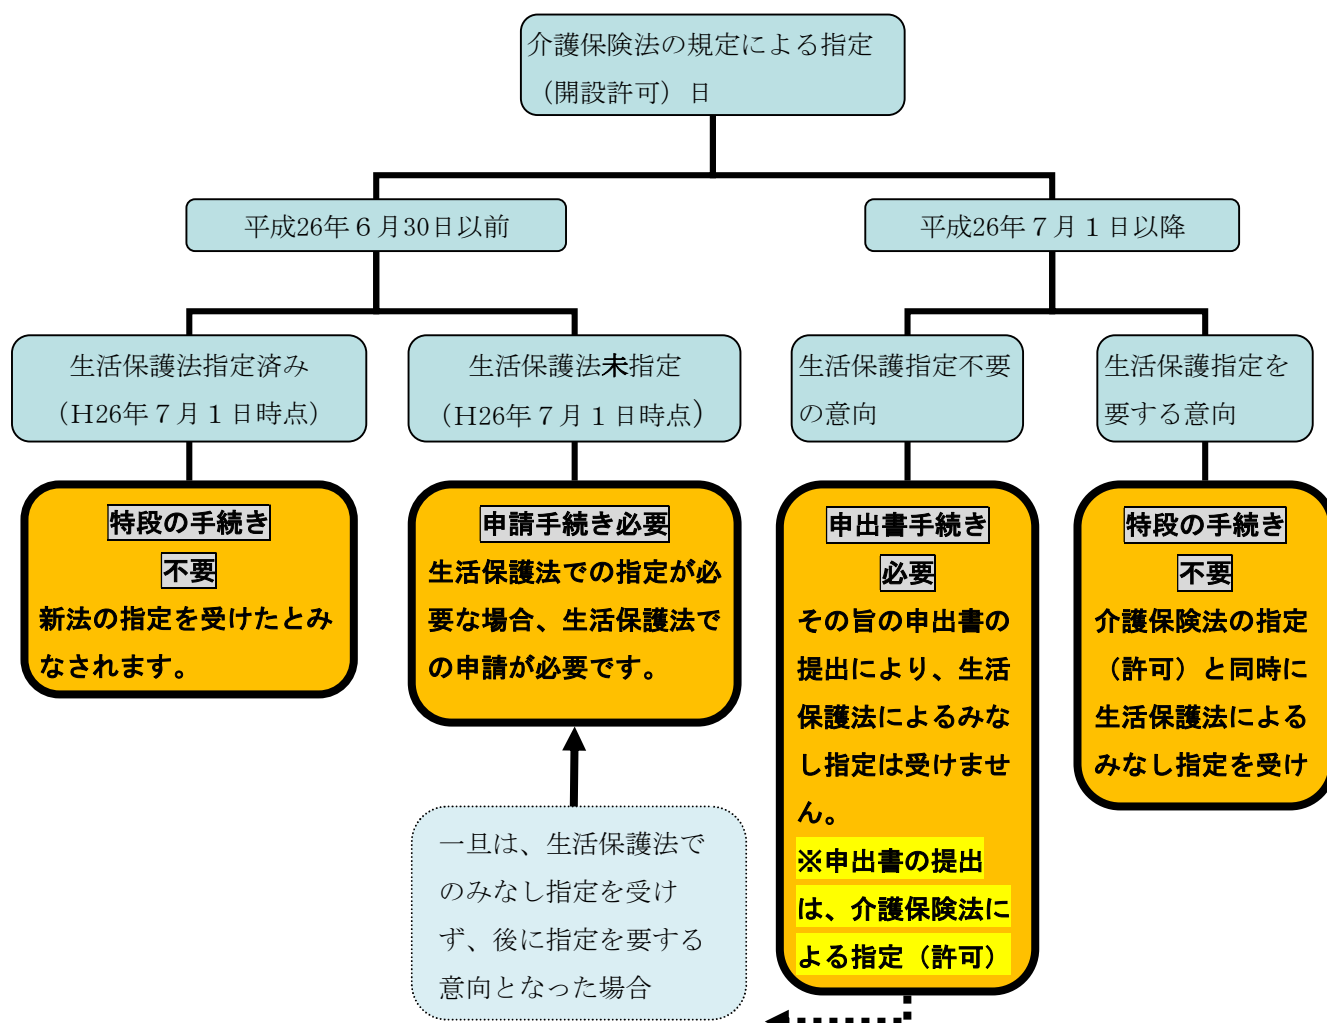 介護保険法の規定による指定
（開設許可）日
平成26年６月30日以前
平成26年７月１日以降
生活保護法指定済み
（H26年７月１日時点）
生活保護法未指定
（H26年７月１日時点）
生活保護指定不要
の意向
生活保護指定を
要する意向
特段の手続き
不要
新法の指定を受けたとみ
なされます。
申請手続き必要
生活保護法での指定が必
要な場合、生活保護法で
の申請が必要です。
申出書手続き
必要
その旨の申出書の
提出により、生活
保護法によるみな
し指定は受けませ
ん。
※申出書の提出
は、介護保険法に
よる指定（許可）
特段の手続き
不要
介護保険法の指定
（許可）と同時に
生活保護法による
みなし指定を受け
一旦は、生活保護法で
のみなし指定を受け
ず、後に指定を要する
意向となった場合